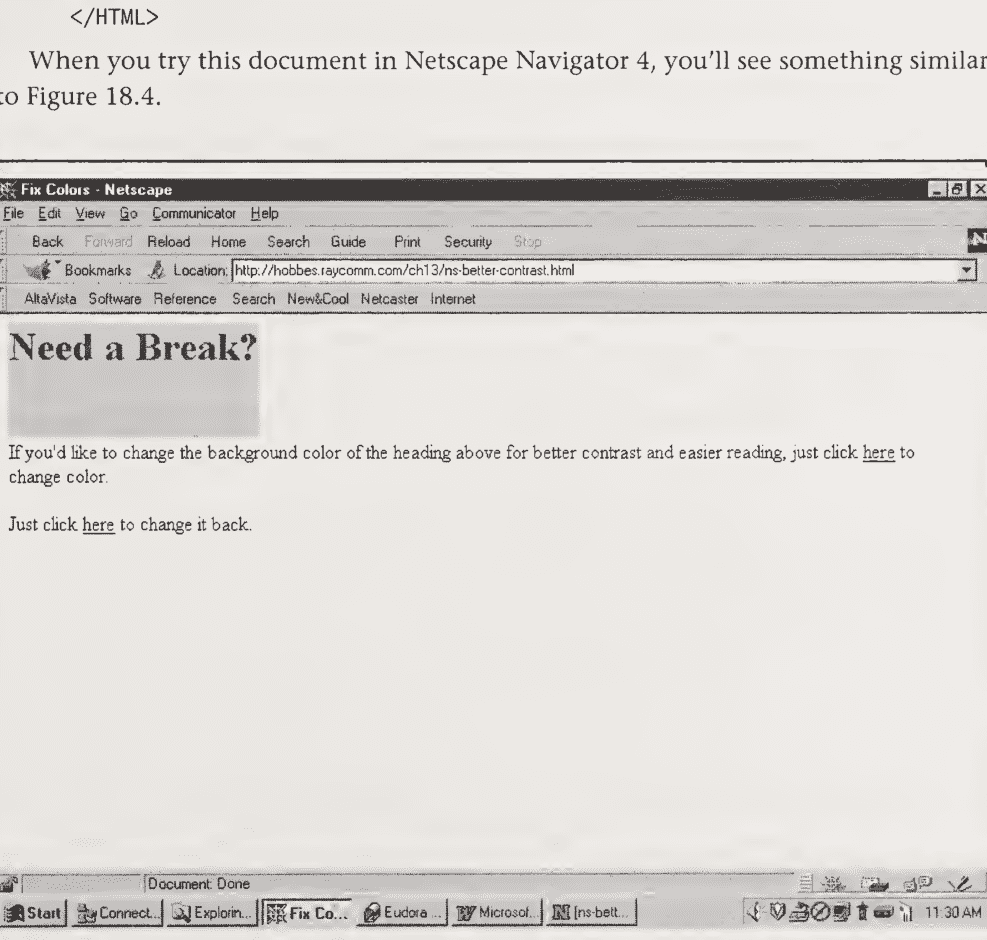 </HTML>
When you try this document in Netscape Navigator 4, you'll see something similar
to Figure 18.4.
Fix Colors - Netscape
File Edit View Go Communicator Help
Back Forward Reload Home Search Guide Print Security Stop
Bookmarks Location: http://hobbes.raycomm.com/ch13/ns-better-contrast.html
AltaVista Software Reference Search New&Cool Netcaster Internet
Need a Break?
If you'd like to change the background color of the heading above for better contrast and easier reading, just click here to
change color.
Just click here to change it back.
Document: Done
Start Connect... Explorin... Fix Co... Eudora ... Microsof... [ns-bett... 11:30 AM